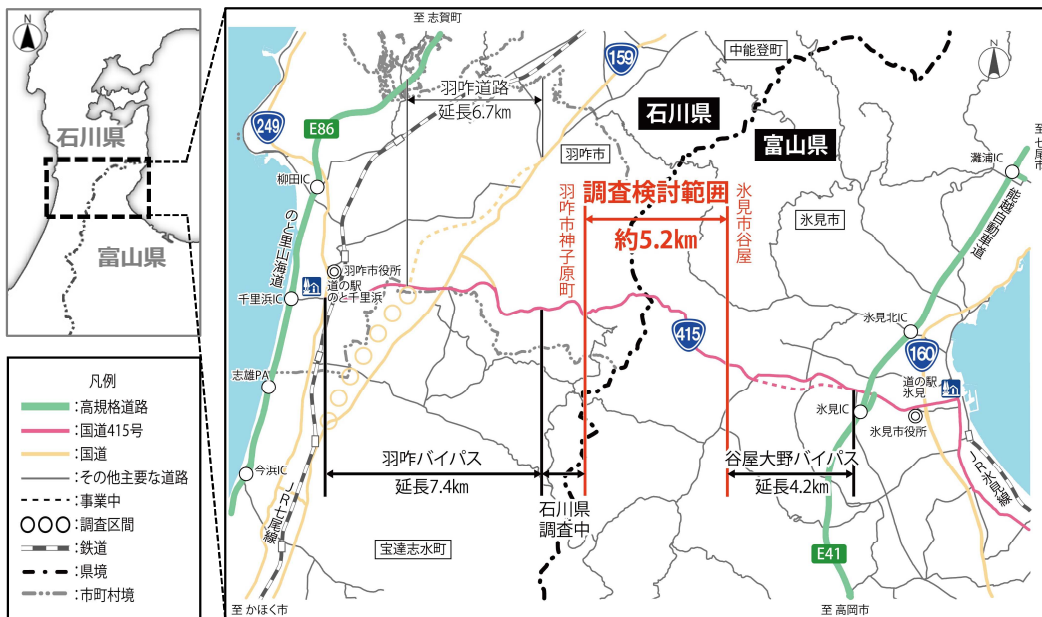 N
石川県
富山県
凡例
:高規格道路
:国道415号
:国道
:その他主要な道路
:事業中
:調査区間
:鉄道
:県境
:市町村境
至 志賀町
159
中能登町
N
羽咋道路
延長6.7km
249
E86
石川県
富山県
羽咋市
至 七尾市
灘浦IC
柳田IC
羽咋市神子原町
調査検討範囲
約5.2km
氷見市谷屋
氷見市
能越自動車道
のと里山海道
羽咋市役所
道の駅
のと千里浜
千里浜IC
415
氷見北IC
160
志雄PA
道の駅
氷見
氷見IC
氷見市役所
羽咋バイパス
延長7.4km
谷屋大野バイパス
延長4.2km
今浜IC
JR七尾線
石川県
調査中
JR氷見線
宝達志水町
E41
至 かほく市
至 高岡市